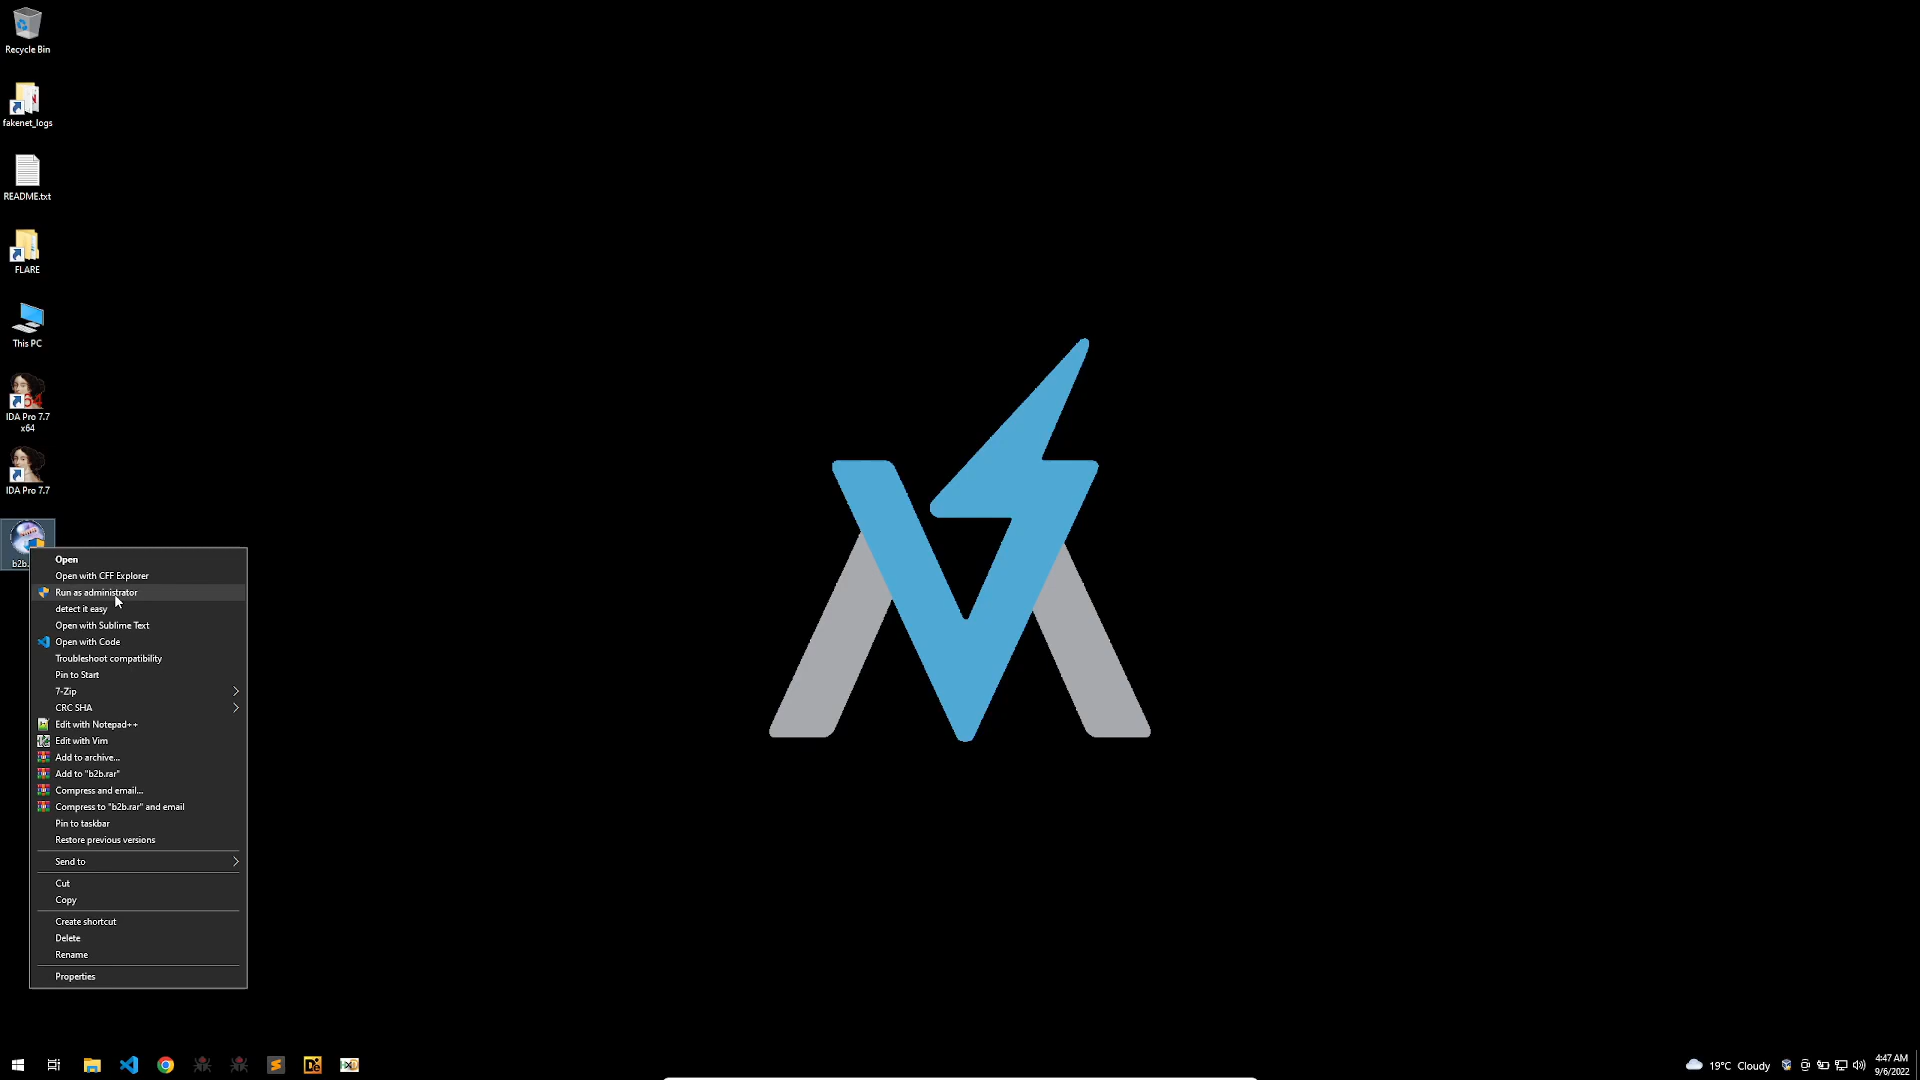 Recycle Bin
fakenet_logs
README.txt
FLARE
This PC
IDA Pro 7.7
x64
IDA Pro 7.7
Open
Open with CFF Explorer
Run as administrator
detect it easy
Open with Sublime Text
Open with Code
Troubleshoot compatibility
Pin to Start
7-Zip
CRC SHA
Edit with Notepad++
Edit with Vim
Add to archive...
Add to "b2b.rar"
Compress and email...
Compress to "b2b.rar" and email
Pin to taskbar
Restore previous versions
Send to
Cut
Copy
Create shortcut
Delete
Rename
Properties
19°C Cloudy
4:47 AM
9/6/2022